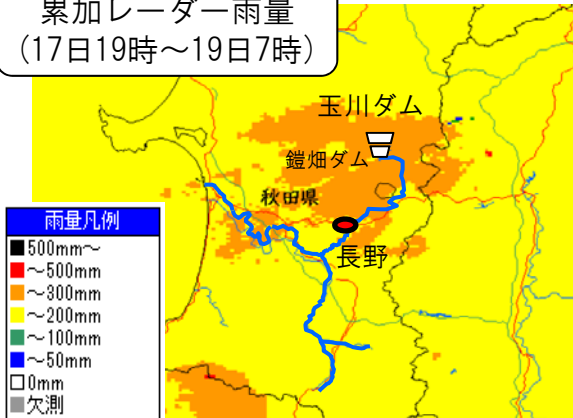 累加レーダー雨量
(17日19時～19日7時)
玉川ダム
鎧畑ダム
秋田県
長野
雨量凡例
500mm～
～500mm
～300mm
～200mm
～100mm
～50mm
0mm
欠測